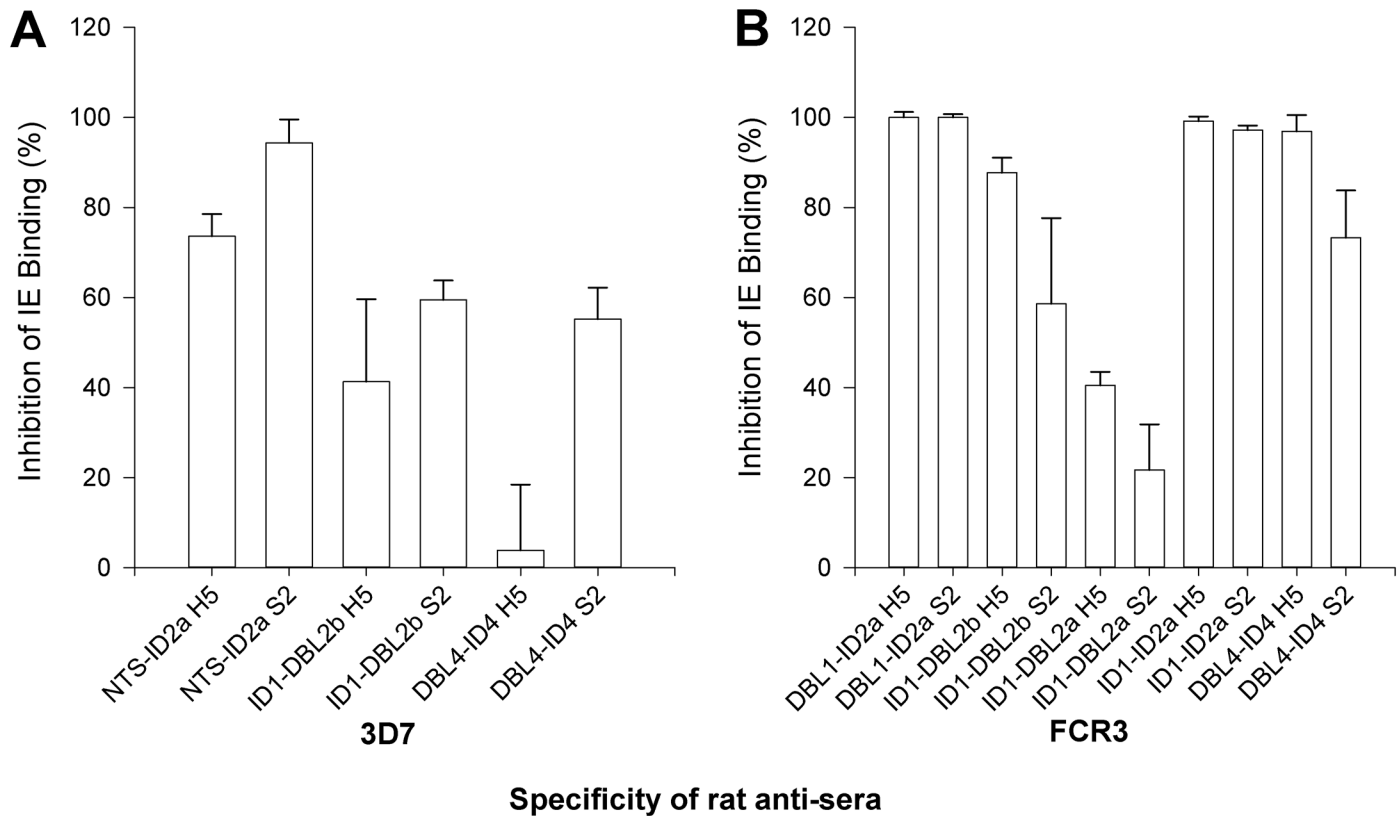 A
120
100
80
60
40
20
0
Inhibition of IE Binding (%)
NTS-ID2a H5
NTS-ID2a S2
ID1-DBL2b H5
ID1-DBL2b S2
DBL4-ID4 H5
DBL4-ID4 S2
3D7
B
120
100
80
60
40
20
0
Inhibition of IE Binding (%)
DBL1-ID2a H5
DBL1-ID2a S2
ID1-DBL2b H5
ID1-DBL2b S2
ID1-DBL2a H5
ID1-DBL2a S2
ID1-ID2a H5
ID1-ID2a S2
DBL4-ID4 H5
DBL4-ID4 S2
FCR3
Specificity of rat anti-sera